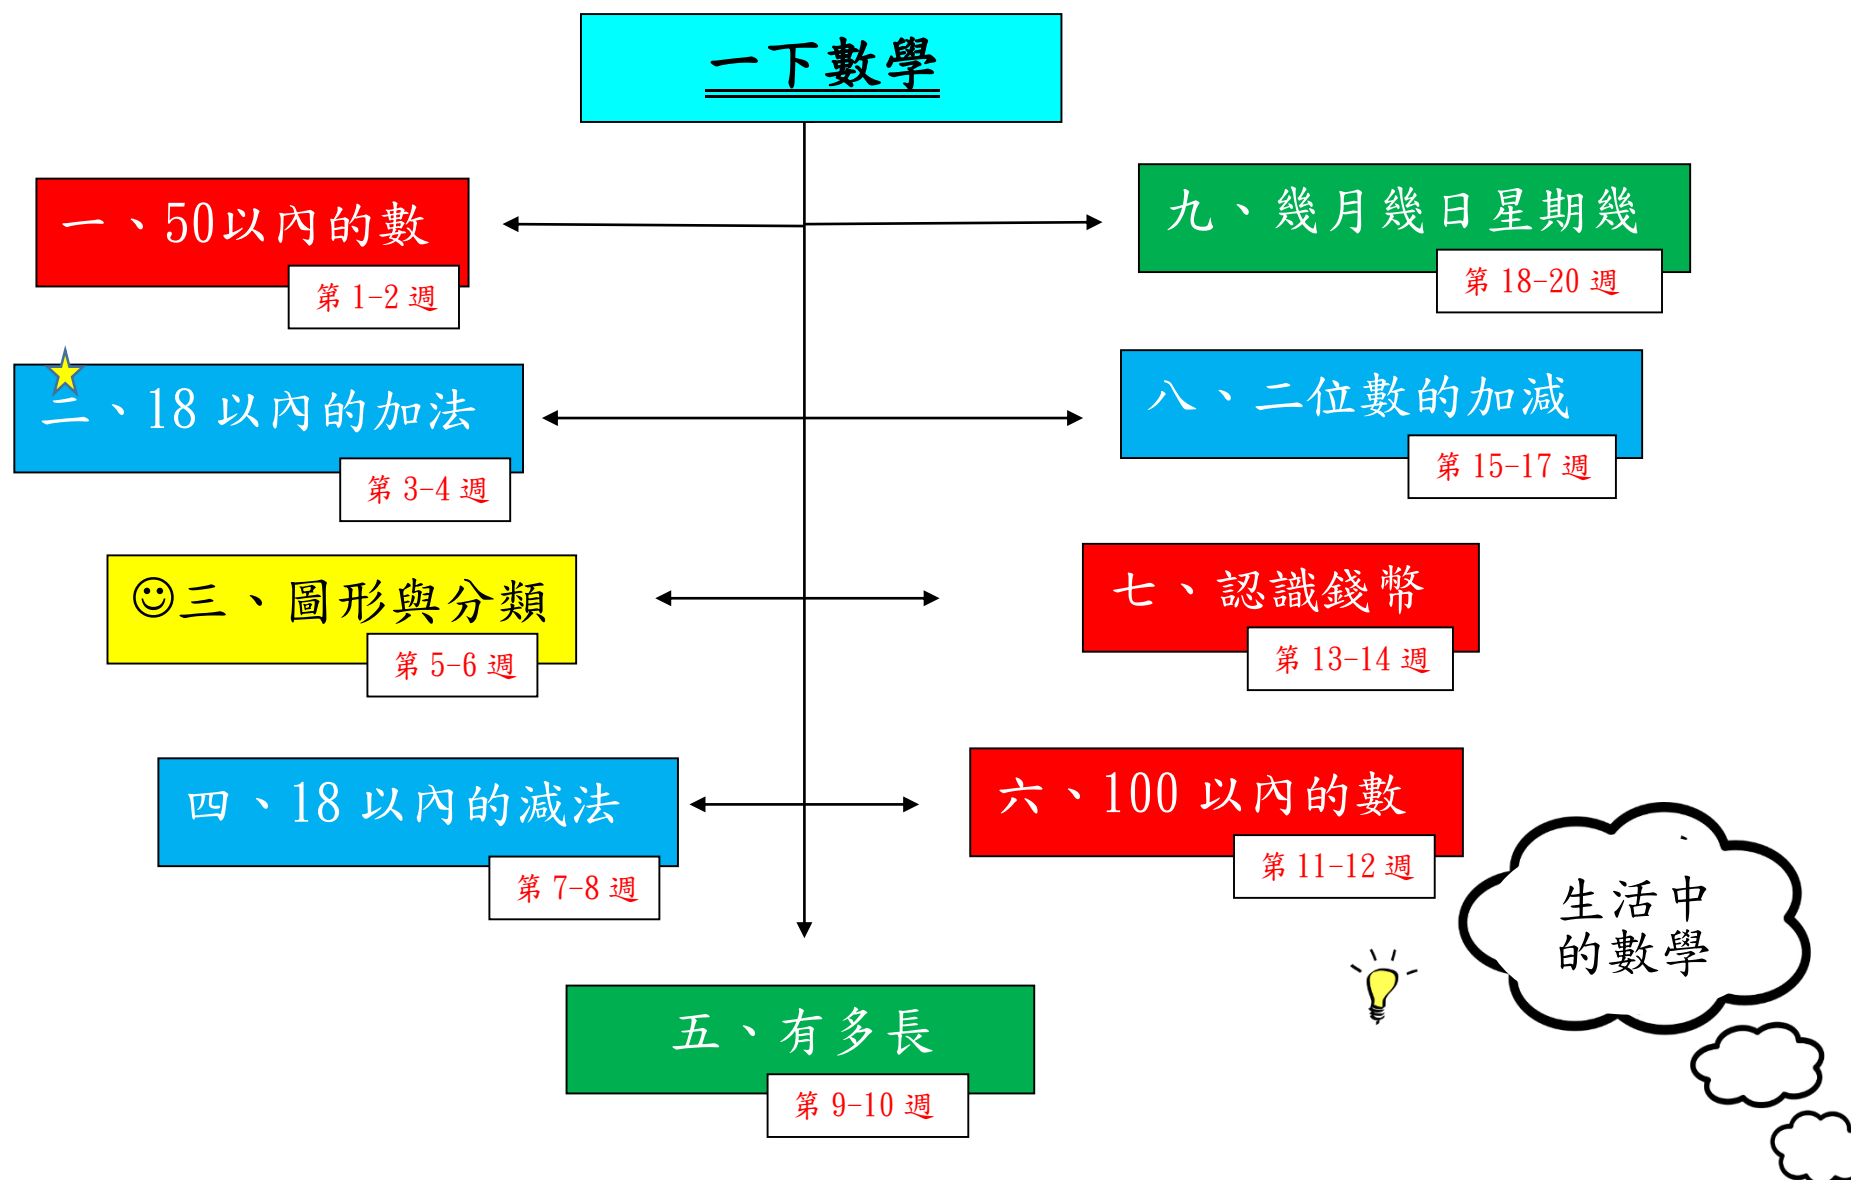 一下數學
一、50以內的數
第 1-2 週
二、18 以內的加法
第 3-4 週
三、圖形與分類
第 5-6 週
四、18 以內的減法
第 7-8 週
五、有多長
第 9-10 週
六、100 以內的數
第 11-12 週
七、認識錢幣
第 13-14 週
八、二位數的加減
第 15-17 週
九、幾月幾日星期幾
第 18-20 週
生活中
的數學